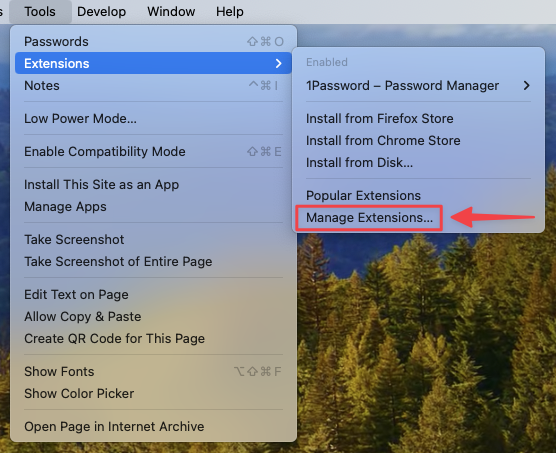 Tools Develop Window Help
Passwords ⇧⌘O
Extensions
Notes ^⌘I
Low Power Mode...
Enable Compatibility Mode ⇧⌘E
Install This Site as an App
Manage Apps
Take Screenshot
Take Screenshot of Entire Page
Edit Text on Page
Allow Copy & Paste
Create QR Code for This Page
Show Fonts ⌥⇧⌘F
Show Color Picker
Open Page in Internet Archive
Enabled
1Password – Password Manager
Install from Firefox Store
Install from Chrome Store
Install from Disk...
Popular Extensions
Manage Extensions...